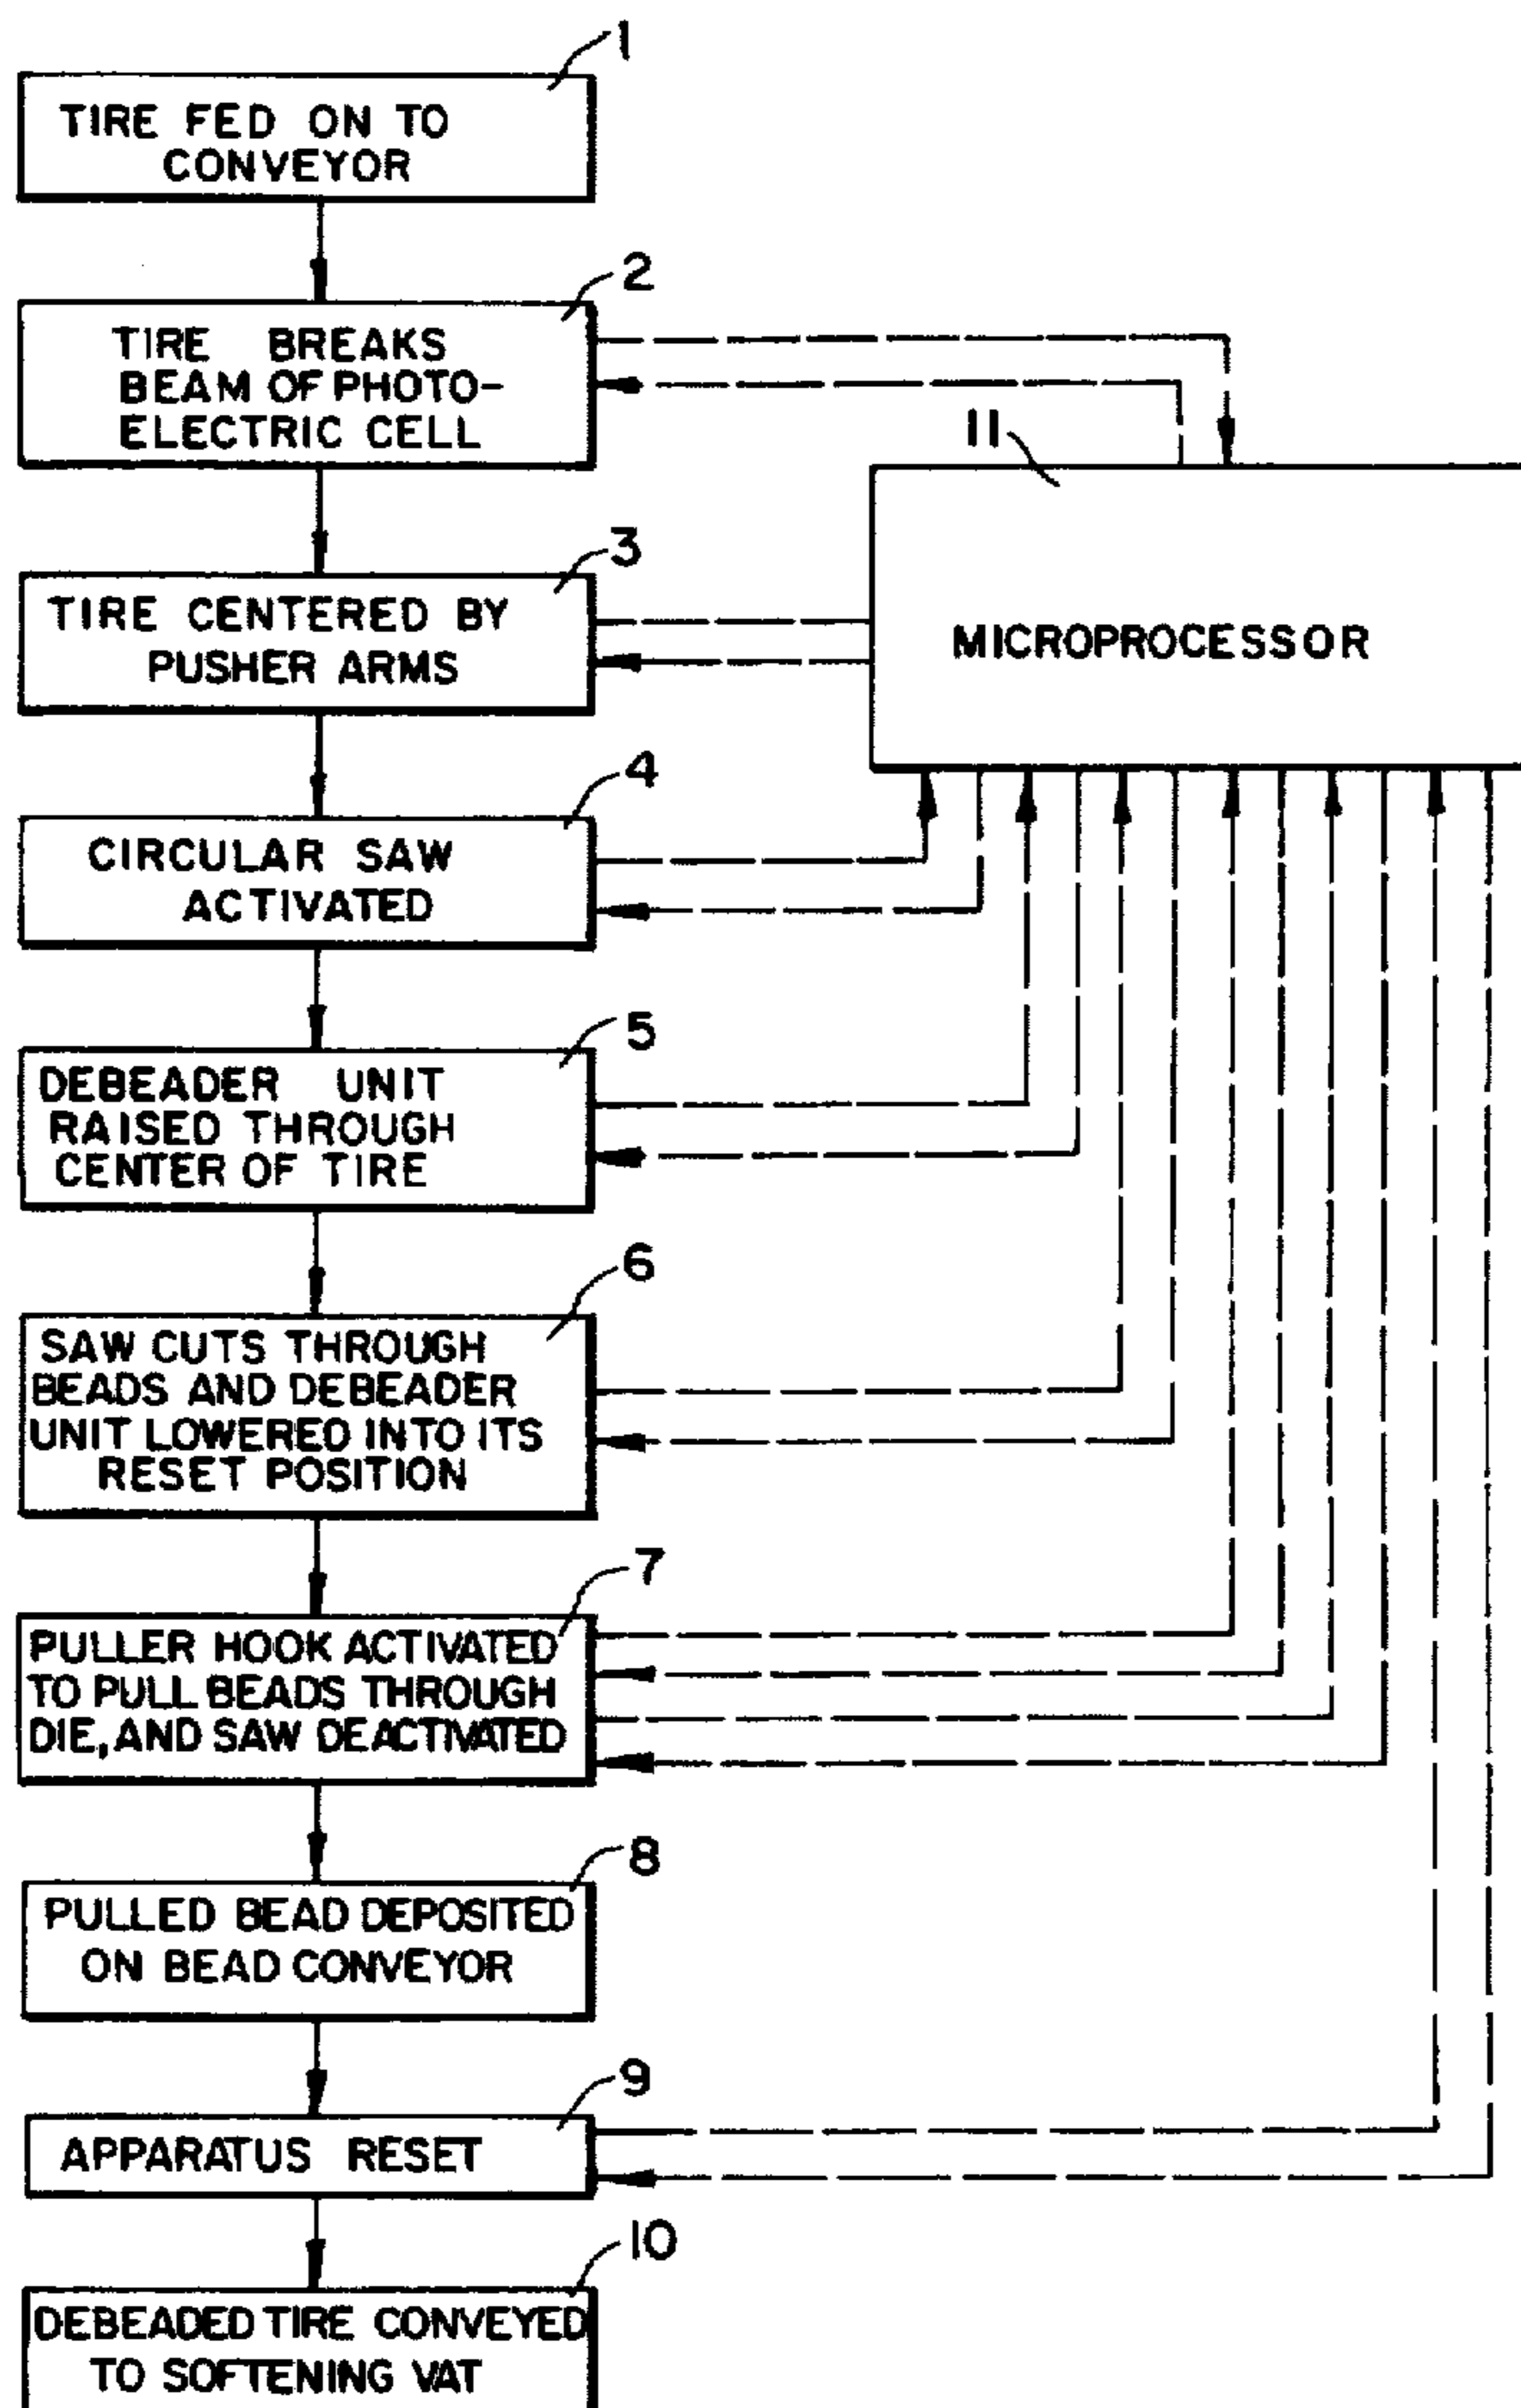 1
TIRE FED ON TO
CONVEYOR
2
TIRE BREAKS
BEAM OF PHOTO-
ELECTRIC CELL
11
3
TIRE CENTERED BY
PUSHER ARMS
MICROPROCESSOR
4
CIRCULAR SAW
ACTIVATED
5
DEBEADER UNIT
RAISED THROUGH
CENTER OF TIRE
6
SAW CUTS THROUGH
BEADS AND DEBEADER
UNIT LOWERED INTO ITS
RESET POSITION
7
PULLER HOOK ACTIVATED
TO PULL BEADS THROUGH
DIE, AND SAW DEACTIVATED
8
PULLED BEAD DEPOSITED
ON BEAD CONVEYOR
9
APPARATUS RESET
10
DEBEADED TIRE CONVEYED
TO SOFTENING VAT